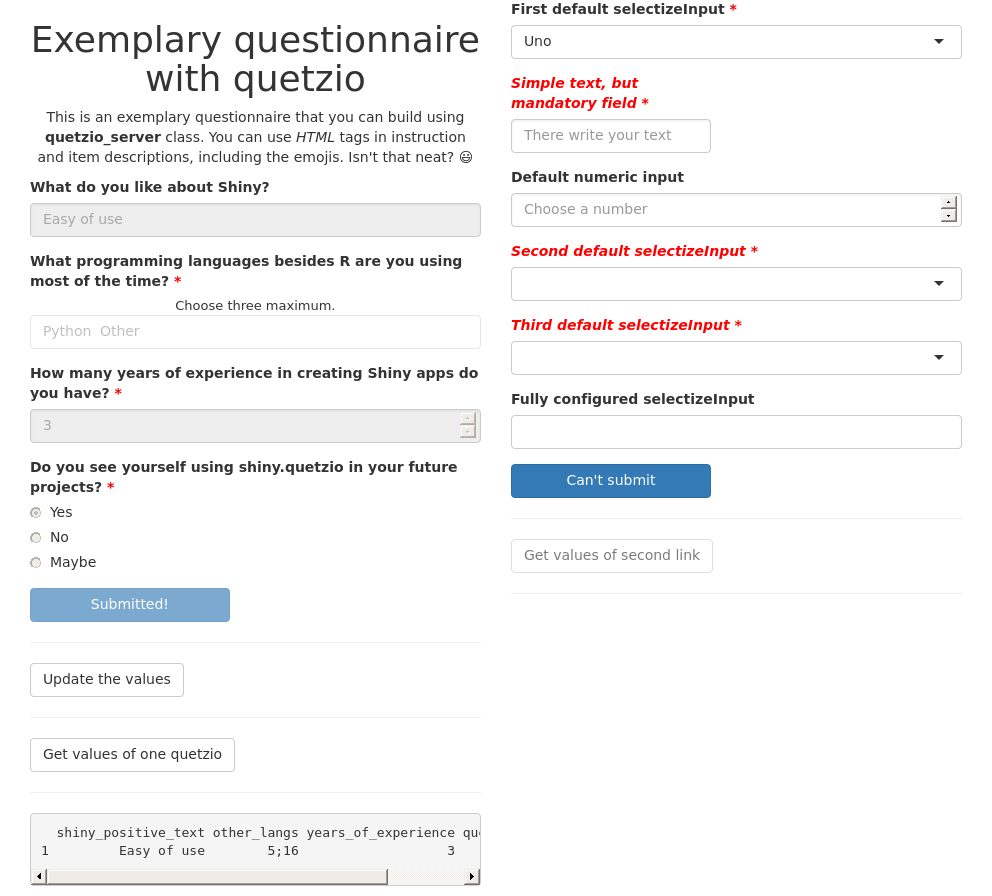 Exemplary questionnaire
with quetzio
This is an exemplary questionnaire that you can build using
quetzio_server class. You can use HTML tags in instruction
and item descriptions, including the emojis. Isn't that neat? 😃
What do you like about Shiny?
Easy of use
What programming languages besides R are you using
most of the time? *
Choose three maximum.
Python Other
How many years of experience in creating Shiny apps do
you have? *
3
Do you see yourself using shiny.quetzio in your future
projects? *
Yes
No
Maybe
Submitted!
Update the values
Get values of one quetzio
shiny_positive_text other_langs years_of_experience
1 Easy of use 5;16 3
First default selectizeInput *
Uno
Simple text, but
mandatory field *
There write your text
Default numeric input
Choose a number
Second default selectizeInput *
Third default selectizeInput *
Fully configured selectizeInput
Can't submit
Get values of second link